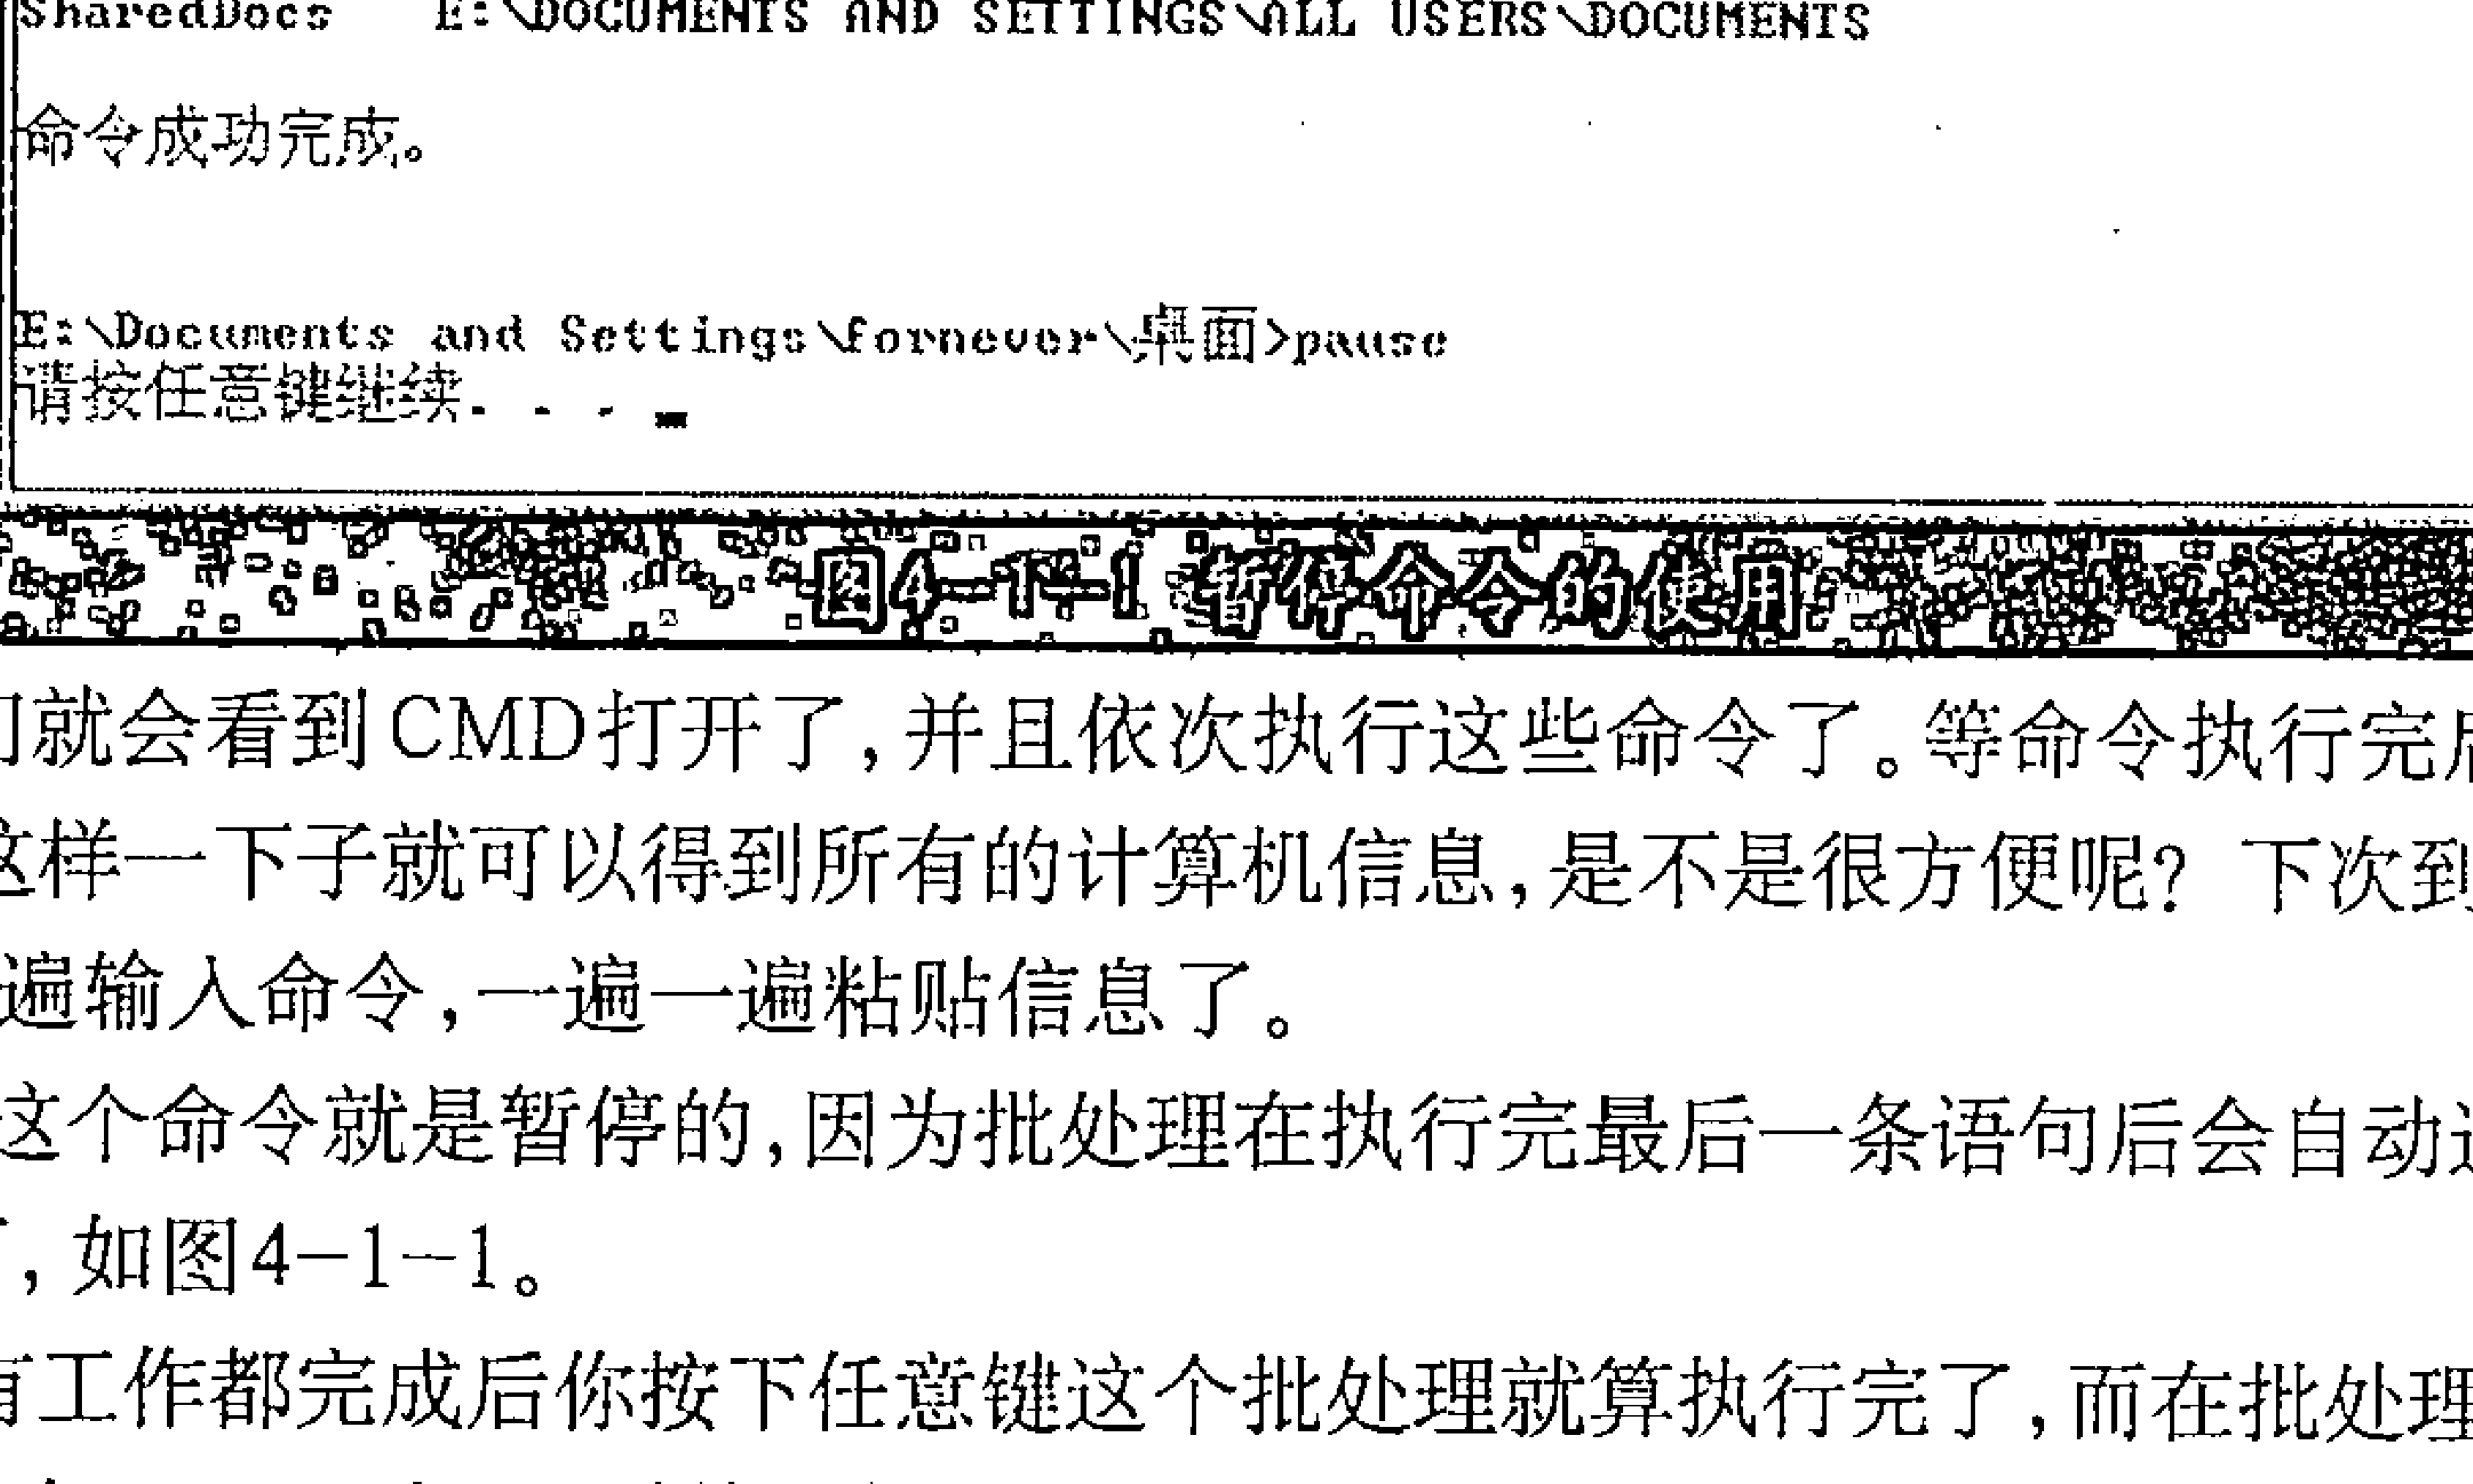 SharedDocs   E:\DOCUMENTS AND SETTINGS\ALL USERS\DOCUMENTS
命令成功完成。
E:\Documents and Settings\fornever\桌面>pause
请按任意键继续. . .
图4-1-1 暂停命令的使用
就会看到CMD打开了,并且依次执行这些命令了。等命令执行完后
这样一下子就可以得到所有的计算机信息,是不是很方便呢? 下次到
遍输入命令,一遍一遍粘贴信息了。
这个命令就是暂停的,因为批处理在执行完最后一条语句后会自动
,如图4-1-1。
有工作都完成后你按下任意键这个批处理就算执行完了,而在批处理